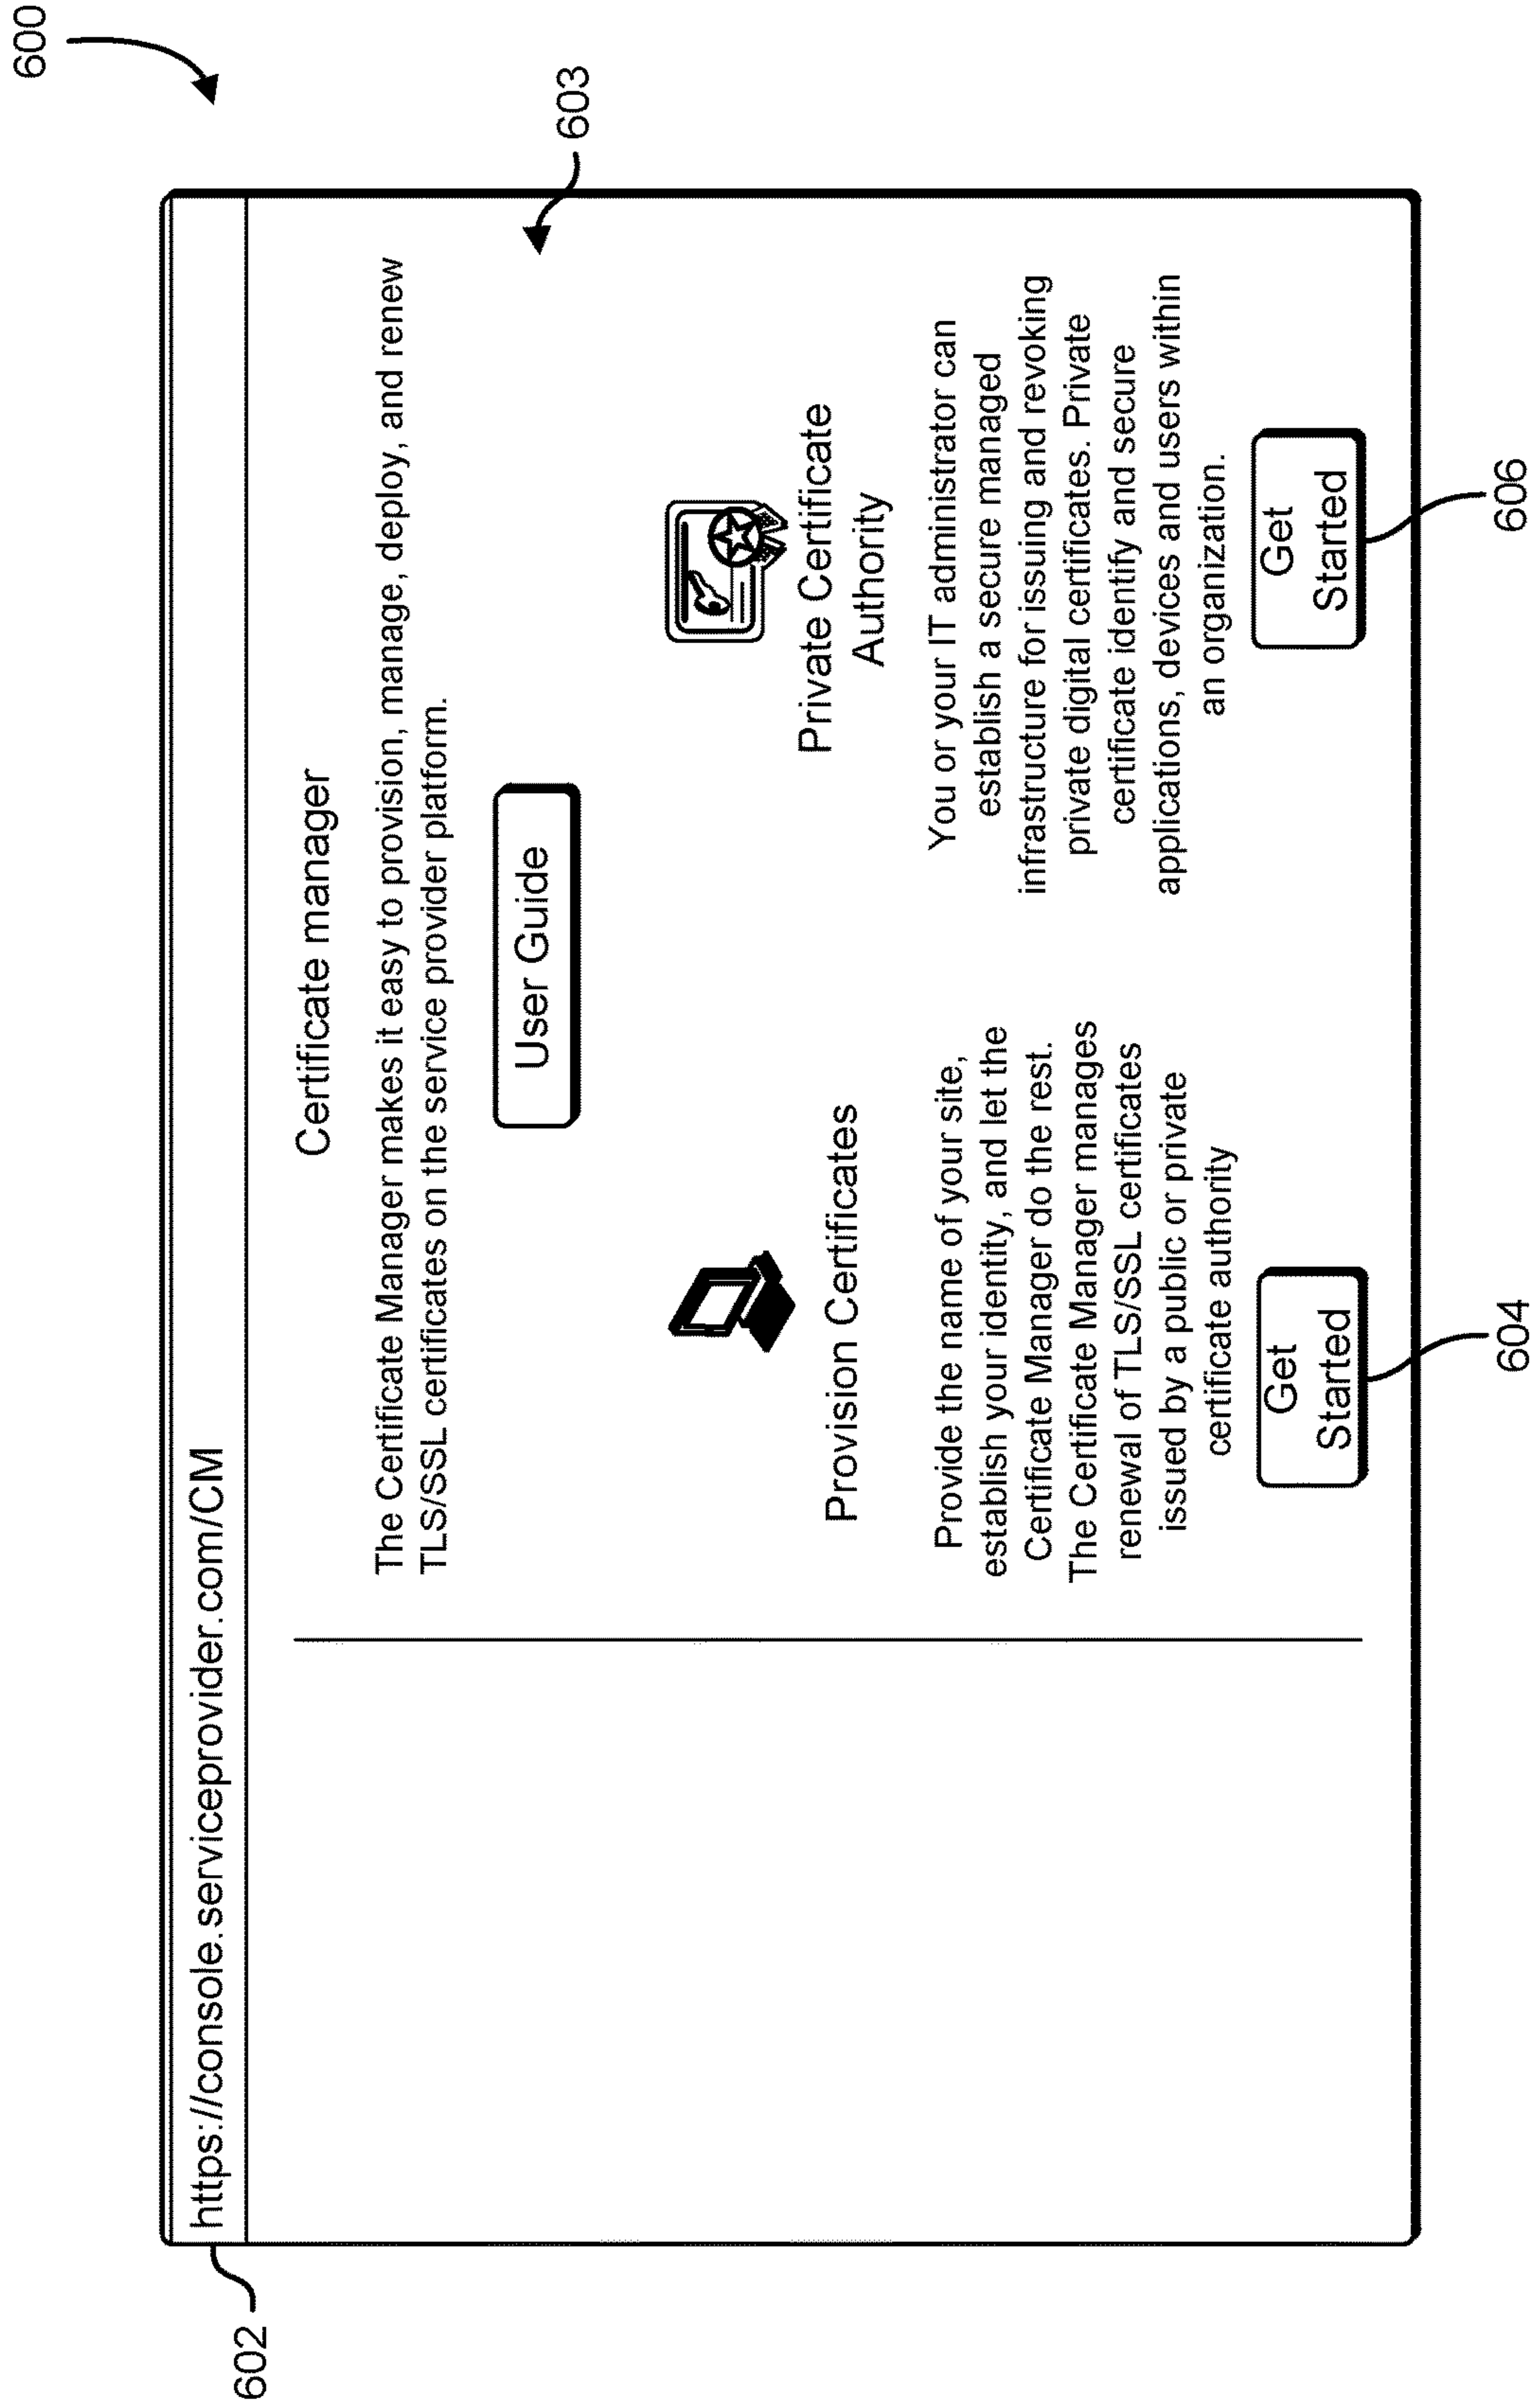 600
602
https://console.serviceprovider.com/CM
603
Certificate manager
The Certificate Manager makes it easy to provision, manage, deploy, and renew
TLS/SSL certificates on the service provider platform.
User Guide
Provision Certificates
Provide the name of your site,
establish your identity, and let the
Certificate Manager do the rest.
The Certificate Manager manages
renewal of TLS/SSL certificates
issued by a public or private
certificate authority
Get
Started
604
Private Certificate
Authority
You or your IT administrator can
establish a secure managed
infrastructure for issuing and revoking
private digital certificates. Private
certificate identify and secure
applications, devices and users within
an organization.
Get
Started
606